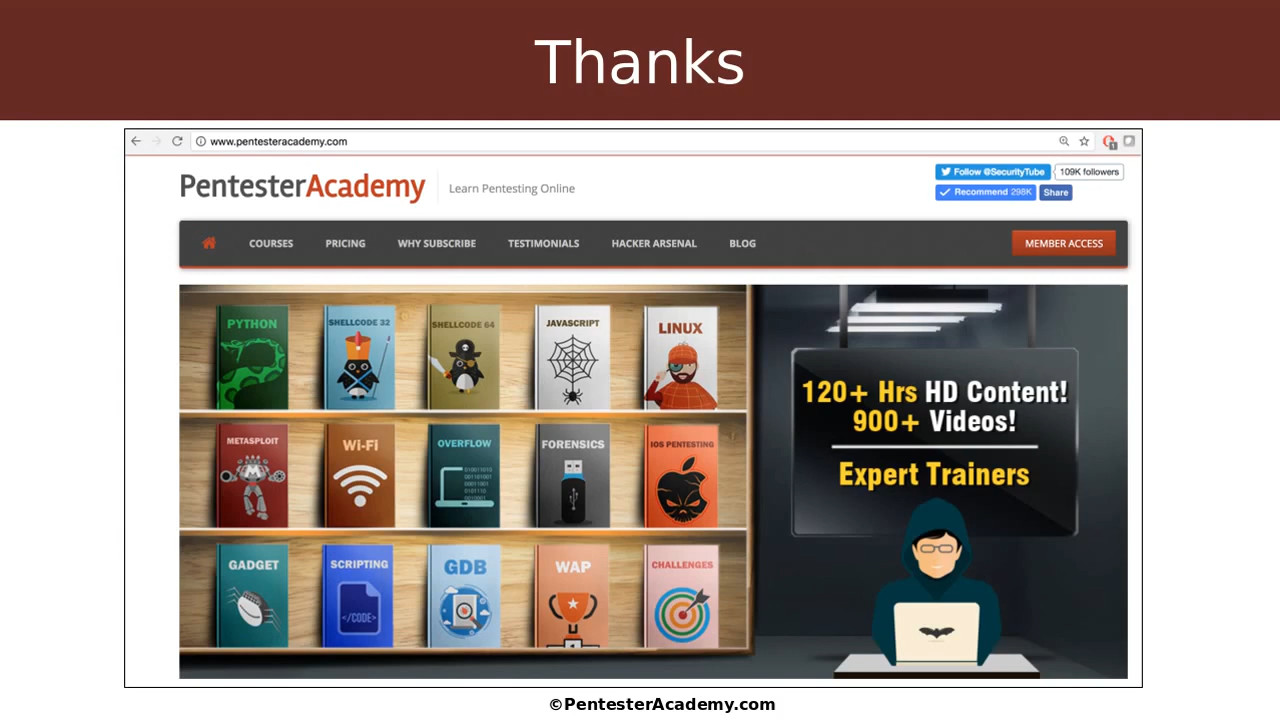 Thanks
www.pentesteracademy.com
PentesterAcademy
Learn Pentesting Online
Follow @SecurityTube
109K followers
Recommend 298K
Share
COURSES
PRICING
WHY SUBSCRIBE
TESTIMONIALS
HACKER ARSENAL
BLOG
MEMBER ACCESS
PYTHON
SHELLCODE 32
SHELLCODE 64
JAVASCRIPT
LINUX
METASPLOIT
Wi-Fi
OVERFLOW
FORENSICS
IOS PENTESTING
GADGET
SCRIPTING
</CODE>
GDB
WAP
CHALLENGES
120+ Hrs HD Content!
900+ Videos!
Expert Trainers
©PentesterAcademy.com